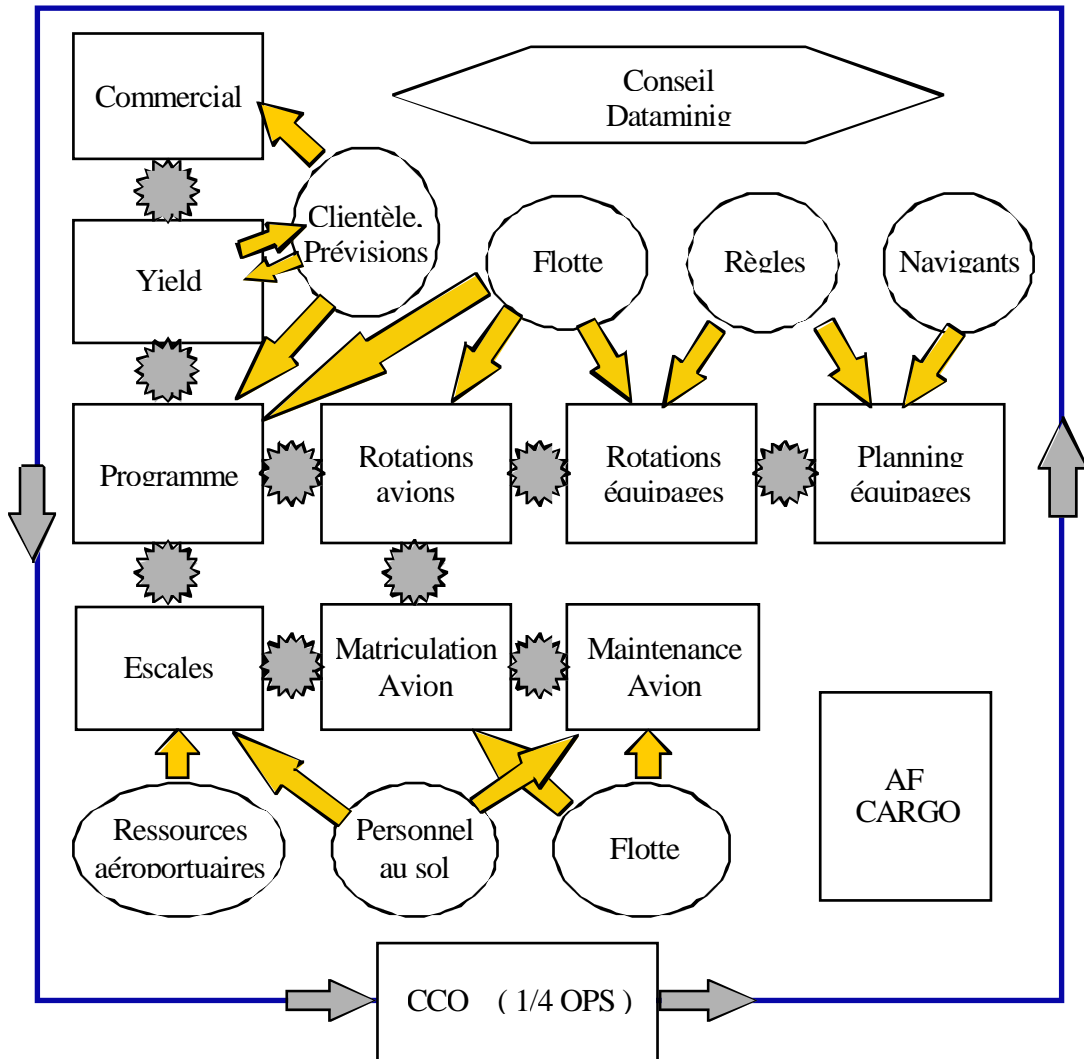 Commercial
Conseil
Dataminig
Clientèle.
Prévisions
Yield
Flotte
Règles
Navigants
Programme
Rotations
avions
Rotations
équipages
Planning
équipages
Escales
Matriculation
Avion
Maintenance
Avion
AF
CARGO
Ressources
aéroportuaires
Personnel
au sol
Flotte
CCO ( 1/4 OPS )